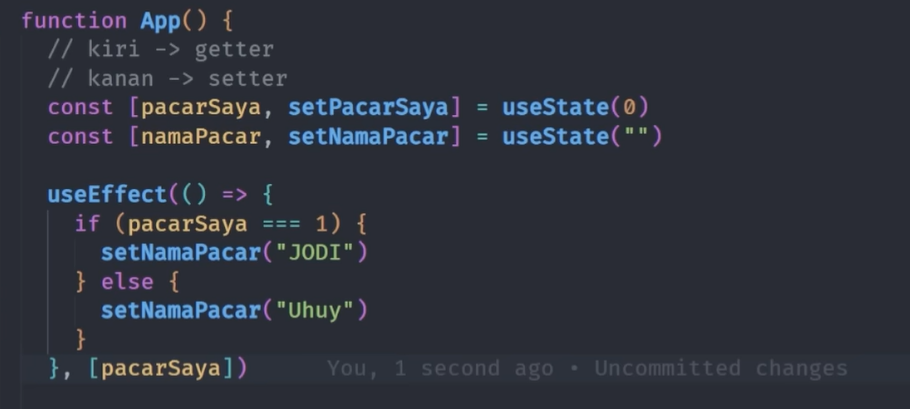 function App() {
// kiri -> getter
// kanan -> setter
const [pacarSaya, setPacarSaya] = useState(0)
const [namaPacar, setNamaPacar] = useState("")
useEffect(() => {
if (pacarSaya === 1) {
setNamaPacar("JODI")
} else {
setNamaPacar("Uhuy")
}
}, [pacarSaya]) You, 1 second ago • Uncommitted changes